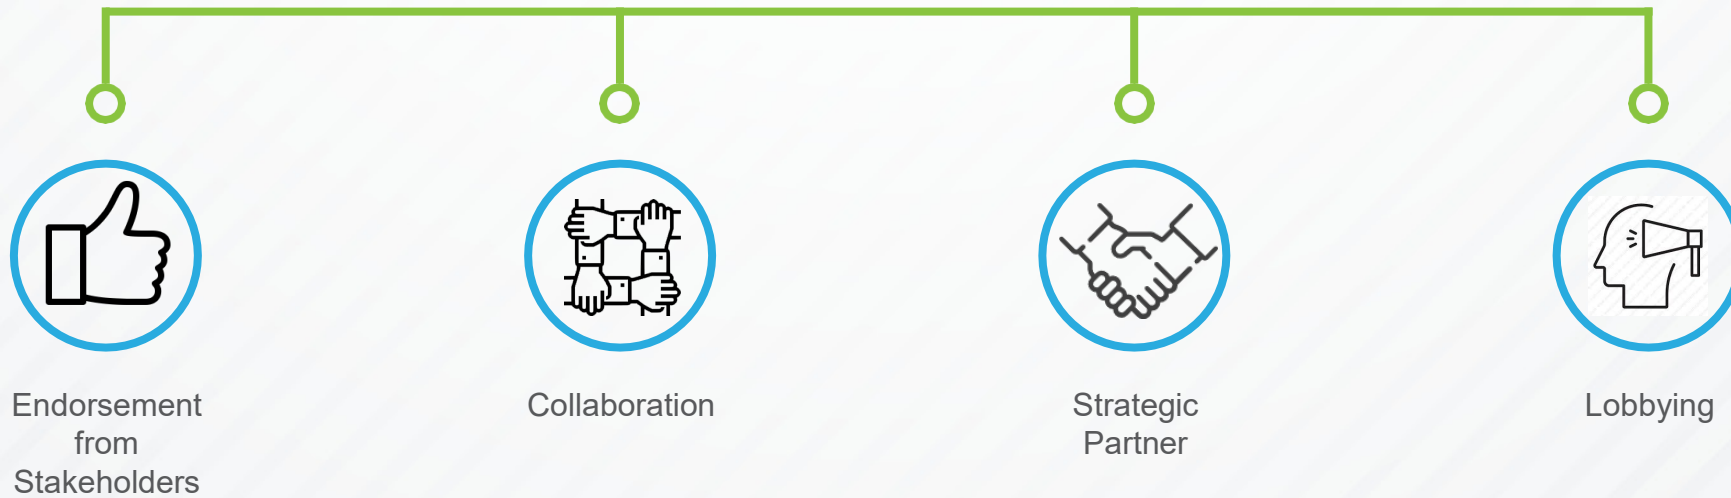 Endorsement
from
Stakeholders
Collaboration
Strategic
Partner
Lobbying